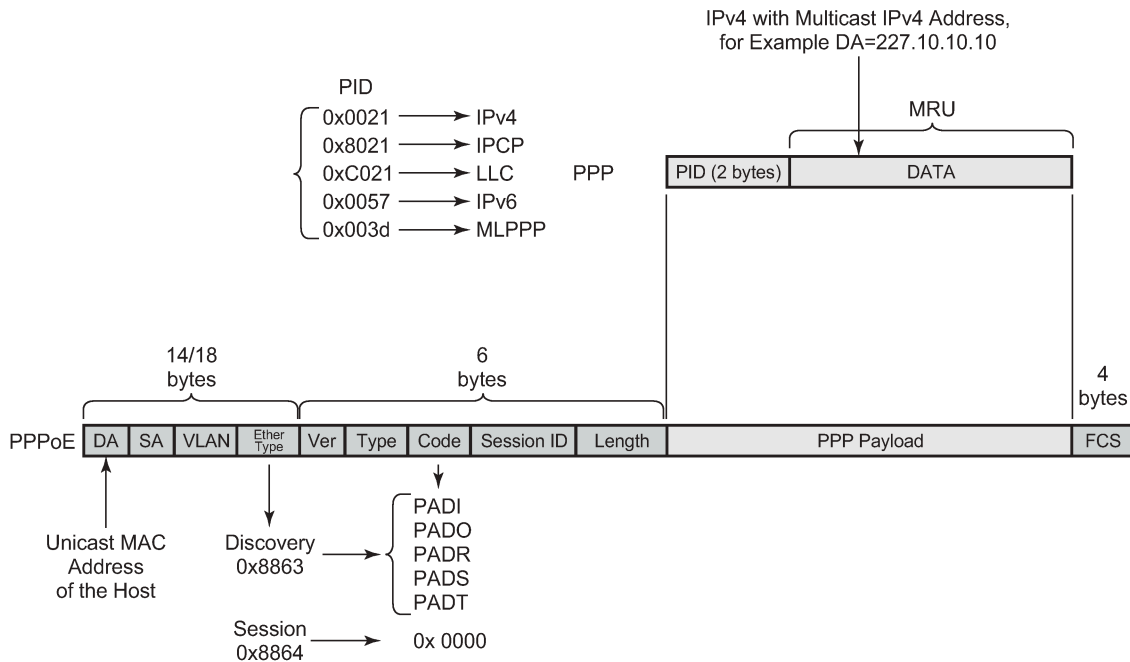 IPv4 with Multicast IPv4 Address,
for Example DA=227.10.10.10
PID
0x0021 IPv4
0x8021 IPCP
0xC021 LLC
0x0057 IPv6
0x003d MLPPP
MRU
PPP PID (2 bytes) DATA
14/18
bytes
6
bytes
4
bytes
PPPoE DA SA VLAN Ether Type Ver Type Code Session ID Length PPP Payload FCS
Unicast MAC
Address
of the Host
Discovery
0x8863
PADI
PADO
PADR
PADS
PADT
Session
0x8864
0x 0000